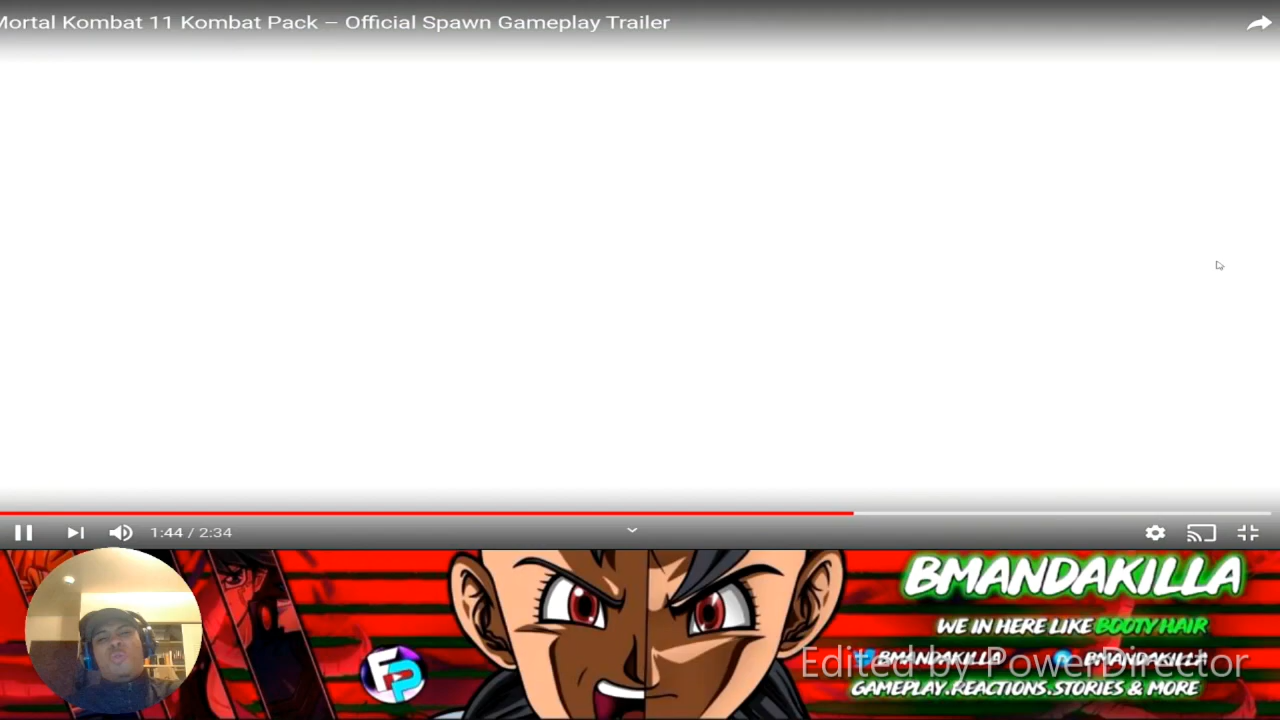 Mortal Kombat 11 Kombat Pack – Official Spawn Gameplay Trailer
1:44 / 2:34
BMANDAKILLA
WE IN HERE LIKE BOOTY HAIR
BMANDAKILLA BMANDAKILLA
Edited by PowerDirector
GAMEPLAY.REACTIONS.STORIES & MORE
FP